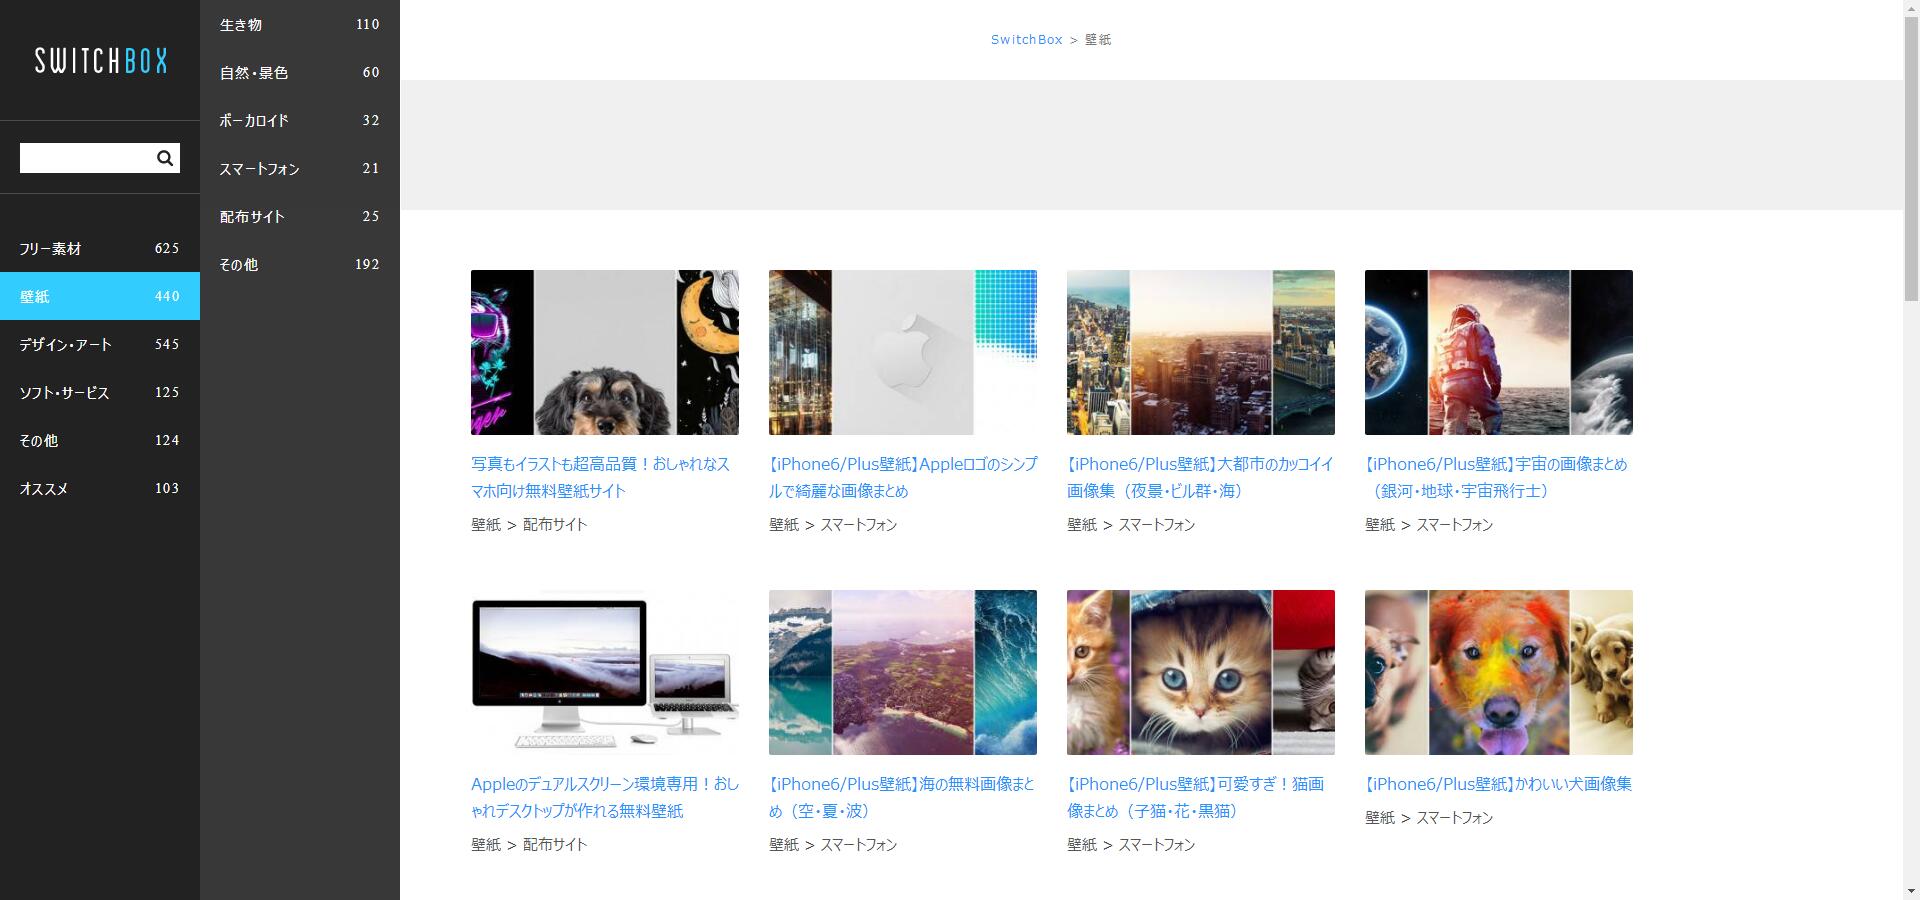 SWITCHBOX
フリー素材 625
壁紙 440
デザイン・アート 545
ソフト・サービス 125
その他 124
オススメ 103
生き物 110
自然・景色 60
ボーカロイド 32
スマートフォン 21
配布サイト 25
その他 192
SwitchBox > 壁紙
写真もイラストも超高品質！おしゃれなス
マホ向け無料壁紙サイト
壁紙 > 配布サイト
【iPhone6/Plus壁紙】Appleロゴのシンプ
ルで綺麗な画像まとめ
壁紙 > スマートフォン
【iPhone6/Plus壁紙】大都市のカッコイイ
画像集（夜景・ビル群・海）
壁紙 > スマートフォン
【iPhone6/Plus壁紙】宇宙の画像まとめ
（銀河・地球・宇宙飛行士）
壁紙 > スマートフォン
Appleのデュアルスクリーン環境専用！おし
ゃれデスクトップが作れる無料壁紙
壁紙 > 配布サイト
【iPhone6/Plus壁紙】海の無料画像まと
め（空・夏・波）
壁紙 > スマートフォン
【iPhone6/Plus壁紙】可愛すぎ！猫画
像まとめ（子猫・花・黒猫）
壁紙 > スマートフォン
【iPhone6/Plus壁紙】かわいい犬画像集
壁紙 > スマートフォン